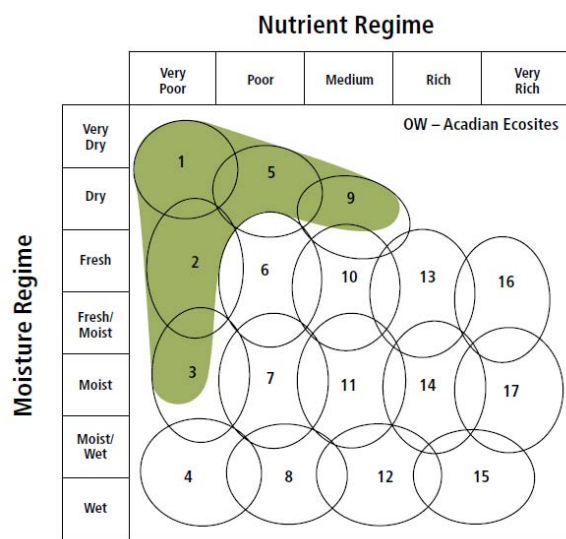 Nutrient Regime
Very Poor
Poor
Medium
Rich
Very Rich
OW – Acadian Ecosites
Moisture Regime
Very Dry
Dry
Fresh
Fresh/ Moist
Moist
Moist/ Wet
Wet
1
5
9
2
6
10
13
16
3
7
11
14
17
4
8
12
15